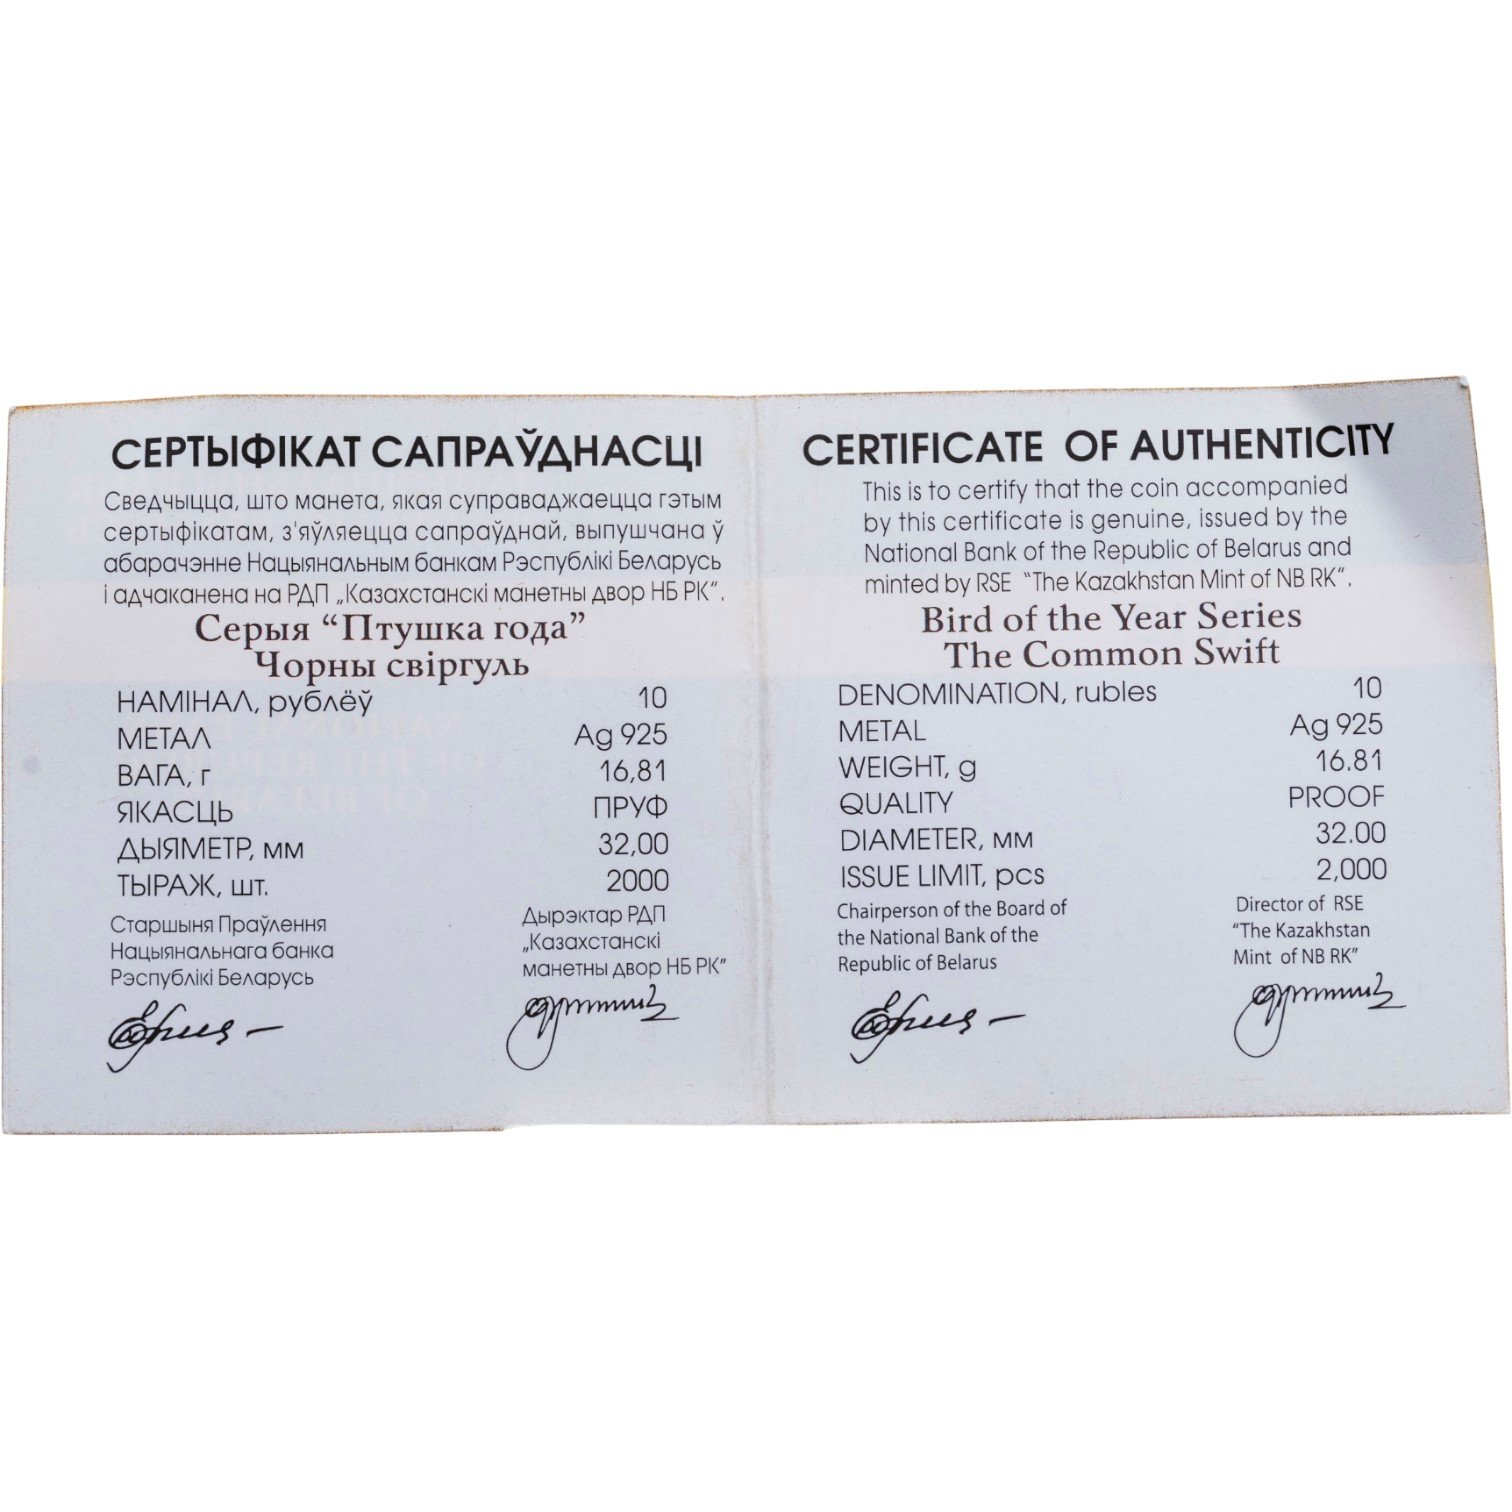 СЕРТЫФІКАТ САПРАЎДНАСЦІ
Сведчыцца, што манета, якая суправаджаецца гэтым
сертыфікатам, з'яўляецца сапраўднай, выпушчана ў
абарачэнне Нацыянальным банкам Рэспублікі Беларусь
і адчаканена на РДП „Казахстанскі манетны двор НБ РК”.
Серыя “Птушка года”
Чорны свіргуль
НАМІНАЛ, рублёў 10
МЕТАЛ Ag 925
ВАГА, г 16,81
ЯКАСЦЬ ПРУФ
ДЫЯМЕТР, мм 32,00
ТЫРАЖ, шт. 2000
Старшыня Праўлення
Нацыянальнага банка
Рэспублікі Беларусь
Дырэктар РДП
„Казахстанскі
манетны двор НБ РК”
CERTIFICATE OF AUTHENTICITY
This is to certify that the coin accompanied
by this certificate is genuine, issued by the
National Bank of the Republic of Belarus and
minted by RSE “The Kazakhstan Mint of NB RK”.
Bird of the Year Series
The Common Swift
DENOMINATION, rubles 10
METAL Ag 925
WEIGHT, g 16.81
QUALITY PROOF
DIAMETER, мм 32.00
ISSUE LIMIT, pcs 2,000
Chairperson of the Board of
the National Bank of the
Republic of Belarus
Director of RSE
“The Kazakhstan
Mint of NB RK”